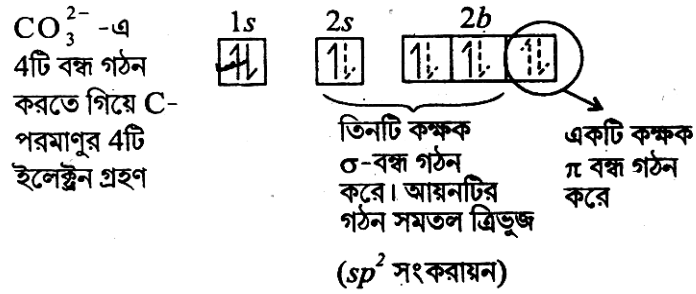 CO₃²⁻ -এ
4টি বন্ধ গঠন
করতে গিয়ে C-
পরমাণুর 4টি
ইলেক্ট্রন গ্রহণ
1s 2s 2b
তিনটি কক্ষক
σ-বন্ধ গঠন
করে। আয়নটির
গঠন সমতল ত্রিভুজ
(sp² সংকরায়ন)
একটি কক্ষক
π বন্ধ গঠন
করে